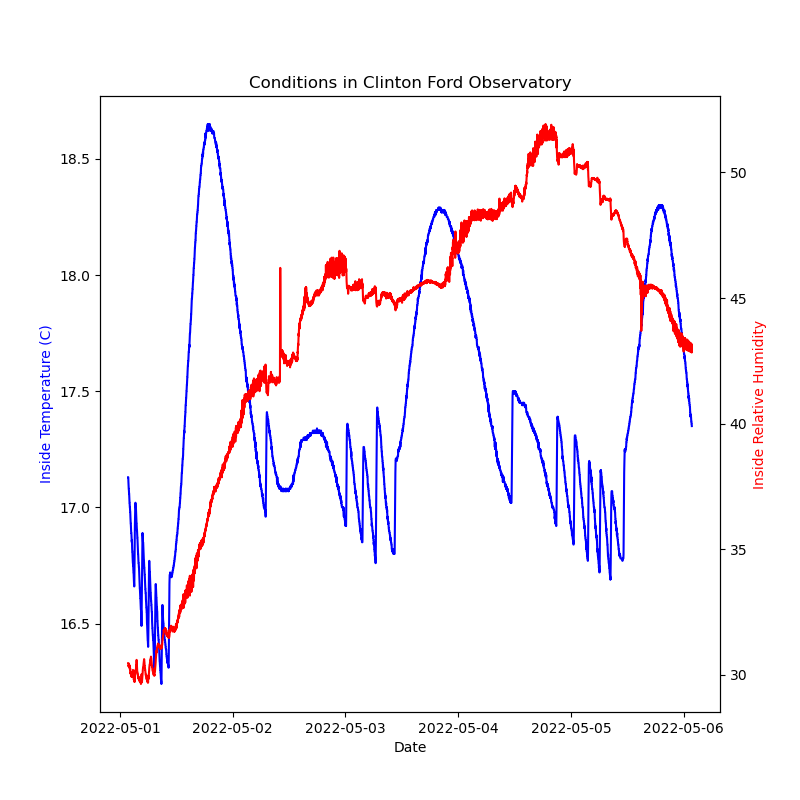 Conditions in Clinton Ford Observatory
18.5
18.0
17.5
17.0
16.5
Inside Temperature (C)
50
45
40
35
30
Inside Relative Humidity
2022-05-01 2022-05-02 2022-05-03 2022-05-04 2022-05-05 2022-05-06
Date